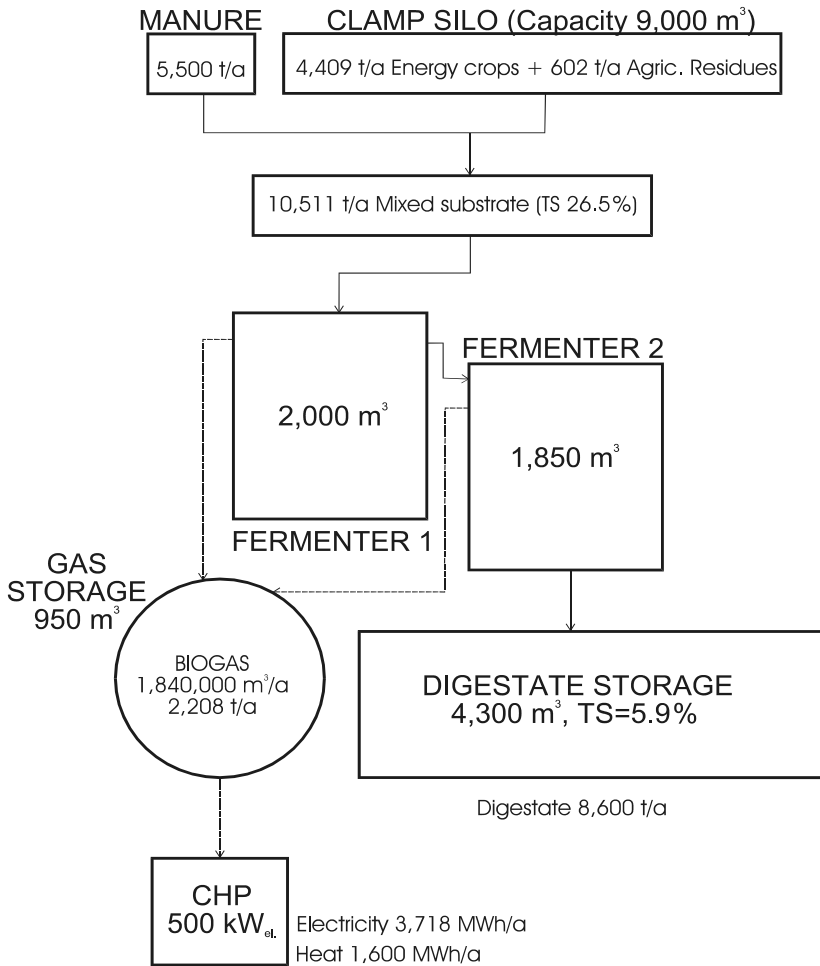 MANURE
CLAMP SILO (Capacity 9,000 m³)
5,500 t/a
4,409 t/a Energy crops + 602 t/a Agric. Residues
10,511 t/a Mixed substrate (TS 26.5%)
FERMENTER 2
2,000 m³
1,850 m³
FERMENTER 1
GAS
STORAGE
950 m³
BIOGAS
1,840,000 m³/a
2,208 t/a
DIGESTATE STORAGE
4,300 m³, TS=5.9%
Digestate 8,600 t/a
CHP
500 kWel.
Electricity 3,718 MWh/a
Heat 1,600 MWh/a